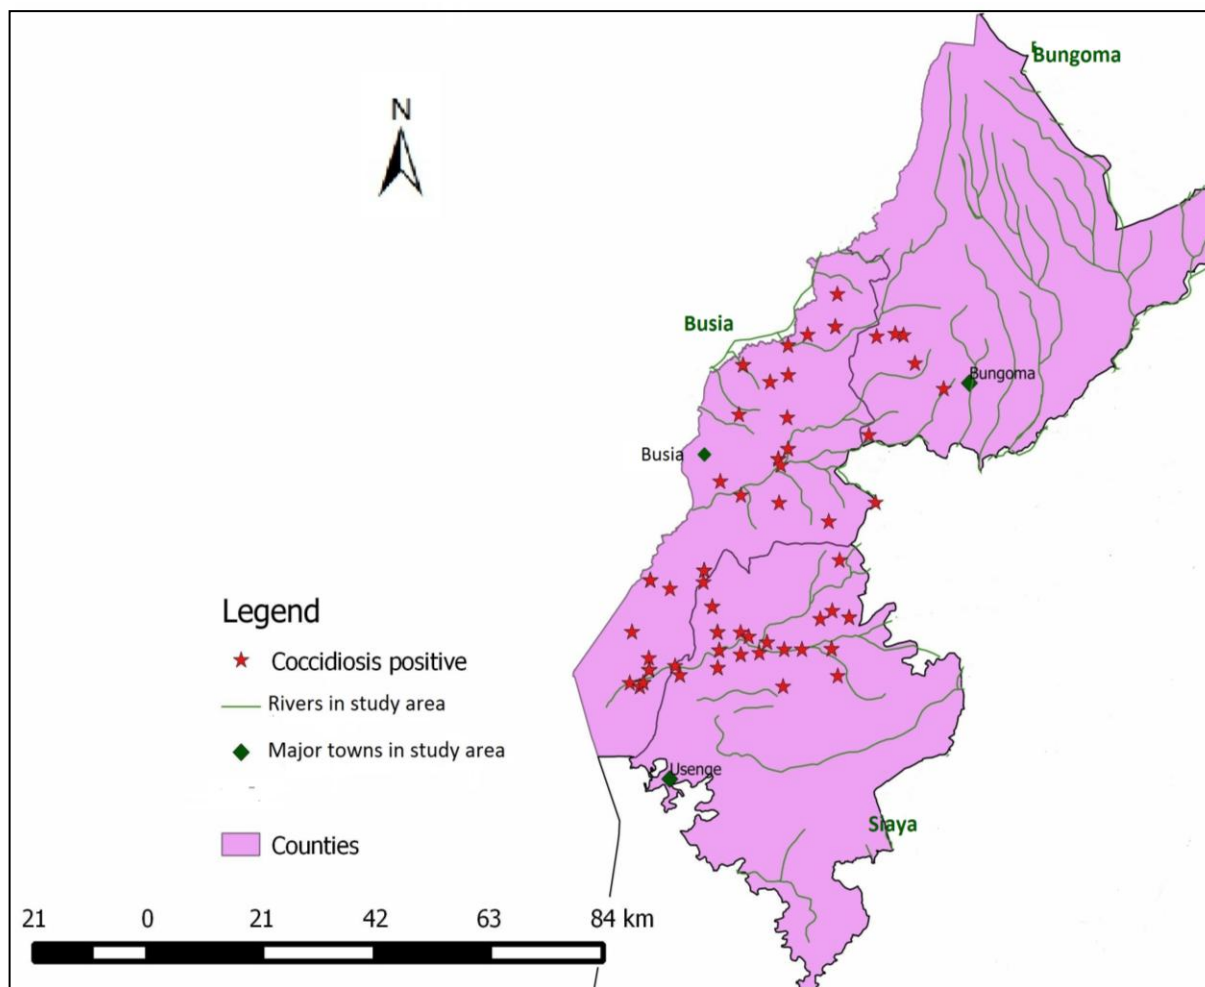 Bungoma
N
Busia
Bungoma
Busia
Legend
Coccidiosis positive
Rivers in study area
Major towns in study area
Usenge
Siaya
Counties
21 0 21 42 63 84 km